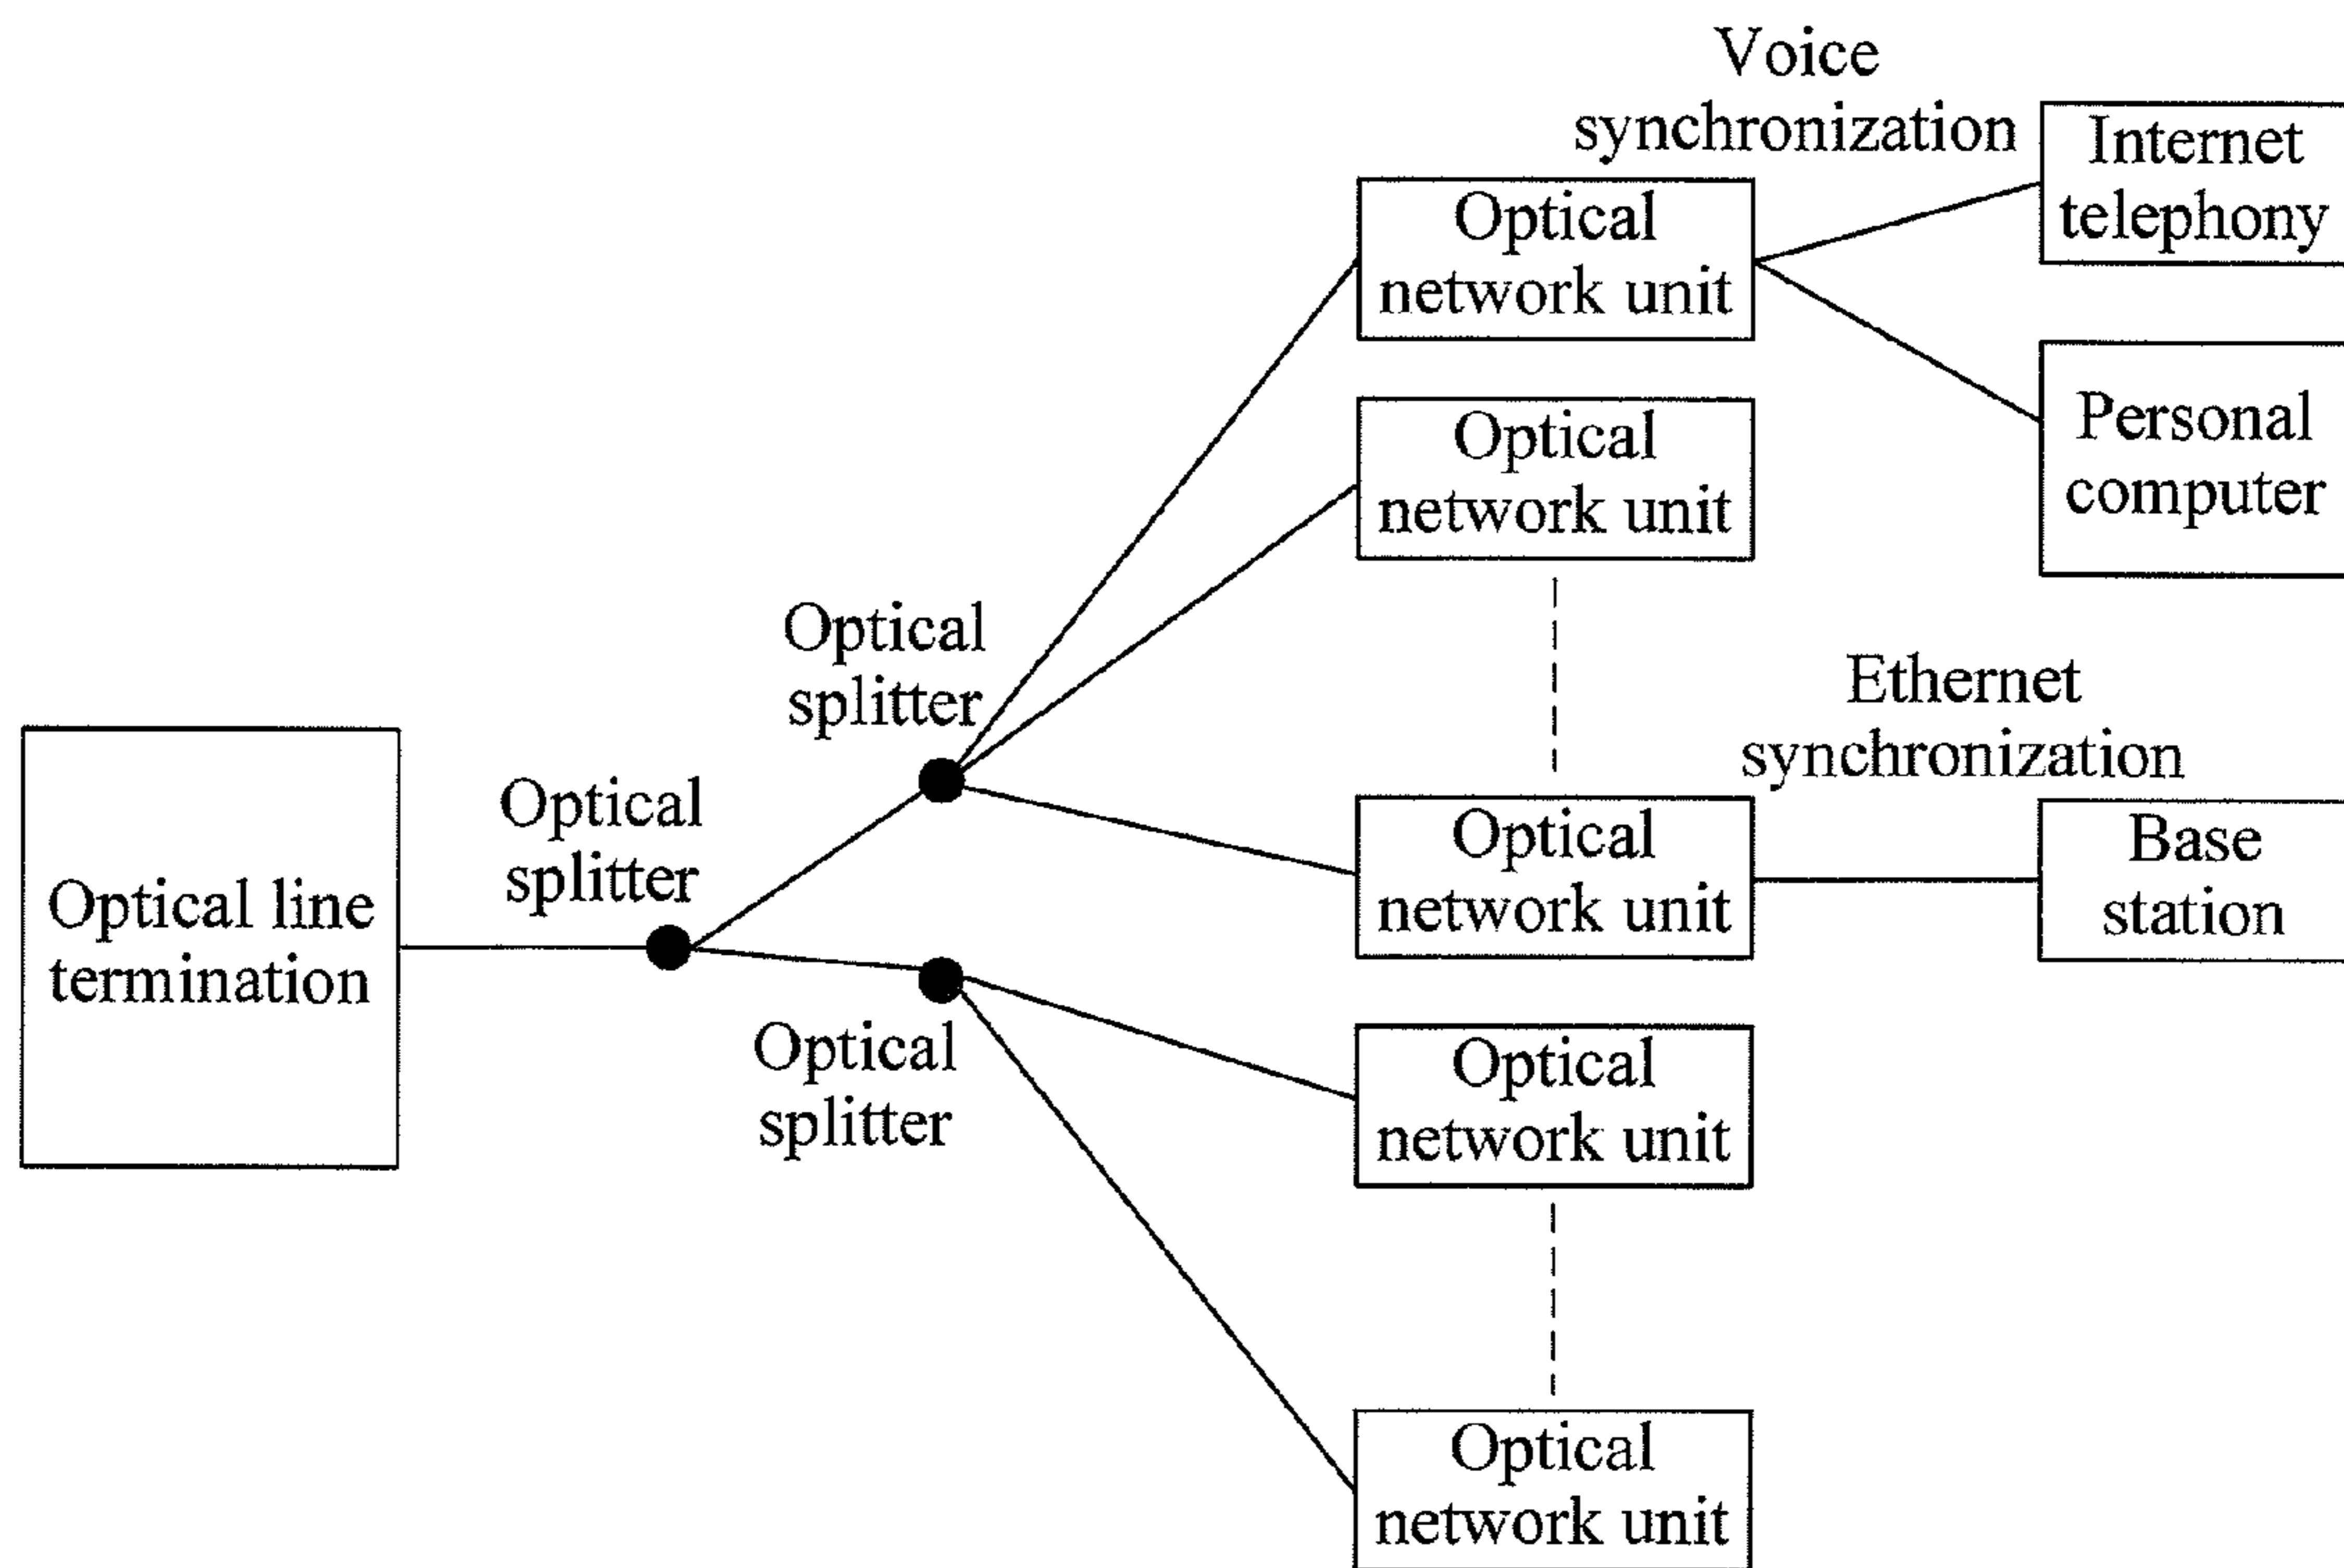 Voice
synchronization
Internet
telephony
Optical
network unit
Personal
computer
Optical
network unit
Optical
splitter
Ethernet
synchronization
Optical
splitter
Optical
network unit
Base
station
Optical line
termination
Optical
splitter
Optical
network unit
Optical
network unit